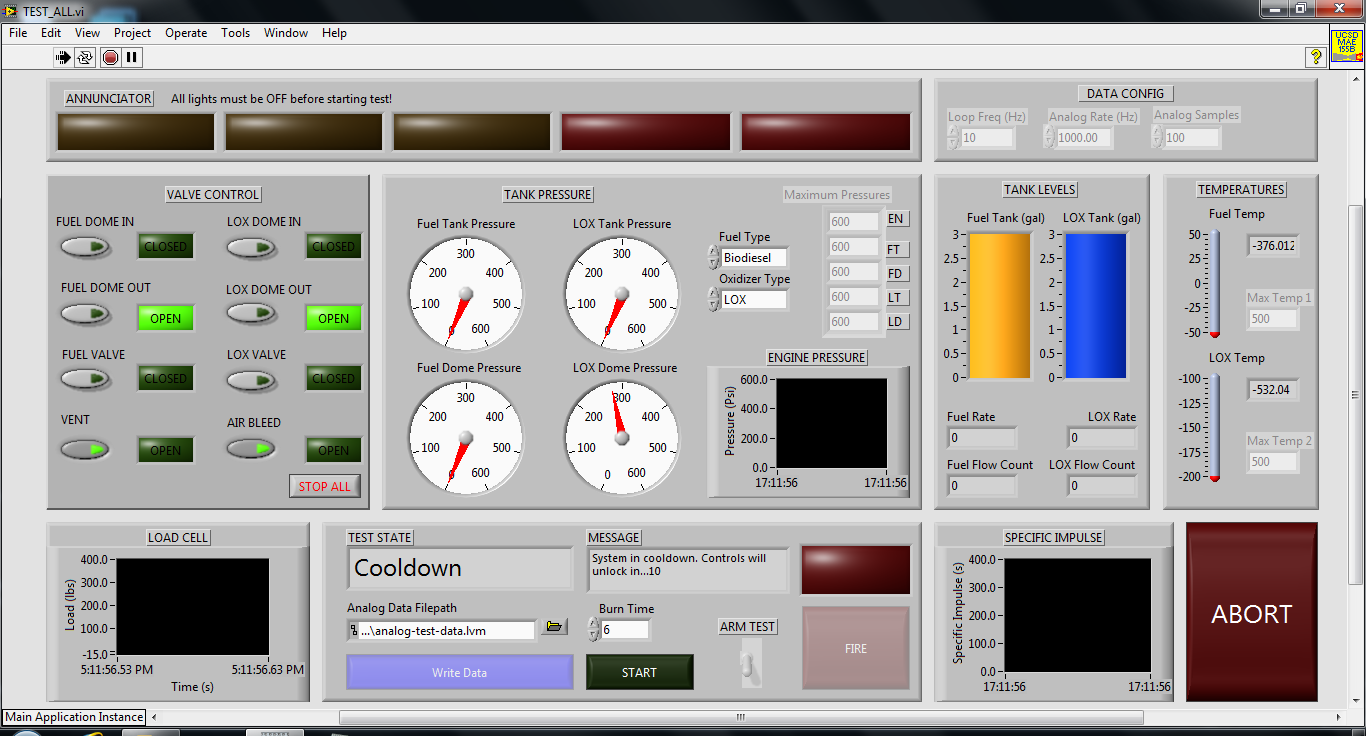 TEST_ALL.vi
File Edit View Project Operate Tools Window Help
?
UCSD
MAE
155B
ANNUNCIATOR All lights must be OFF before starting test!
DATA CONFIG
Loop Freq (Hz) Analog Rate (Hz) Analog Samples
10 1000.00 100
VALVE CONTROL
FUEL DOME IN LOX DOME IN
CLOSED CLOSED
FUEL DOME OUT LOX DOME OUT
OPEN OPEN
FUEL VALVE LOX VALVE
CLOSED CLOSED
VENT AIR BLEED
OPEN OPEN
STOP ALL
TANK PRESSURE
Fuel Tank Pressure LOX Tank Pressure
300 300
200 400 200 400
100 500 100 500
0 600 0 600
Fuel Dome Pressure LOX Dome Pressure
300 300
200 400 200 400
100 500 100 500
0 600 0 600
Fuel Type
Biodiesel
Oxidizer Type
LOX
Maximum Pressures
600 EN
600 FT
600 FD
600 LT
600 LD
ENGINE PRESSURE
Pressure (Psi)
600.0
400.0
200.0
0.0
17:11:56 17:11:56
TANK LEVELS
Fuel Tank (gal) LOX Tank (gal)
3 3
2.5 2.5
2 2
1.5 1.5
1 1
0.5 0.5
0 0
Fuel Rate LOX Rate
0 0
Fuel Flow Count LOX Flow Count
0 0
TEMPERATURES
Fuel Temp
50
25
0
-25
-50
-376.012
Max Temp 1
500
LOX Temp
-100
-125
-150
-175
-200
-532.04
Max Temp 2
500
LOAD CELL
Load (lbs)
400.0
300.0
200.0
100.0
-15.0
5:11:56.53 PM 5:11:56.63 PM
Time (s)
TEST STATE
Cooldown
MESSAGE
System in cooldown. Controls will
unlock in...10
Analog Data Filepath
...\analog-test-data.lvm
Burn Time
6
Write Data
START
ARM TEST
FIRE
SPECIFIC IMPULSE
Specific Impulse (s)
400.0
300.0
200.0
100.0
0.0
17:11:56 17:11:56
ABORT
Main Application Instance